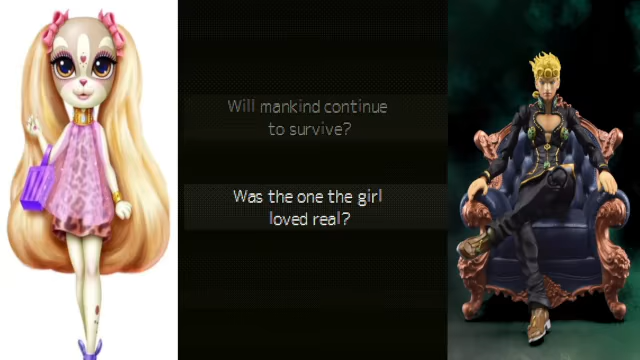 Will mankind continue
to survive?
Was the one the girl
loved real?